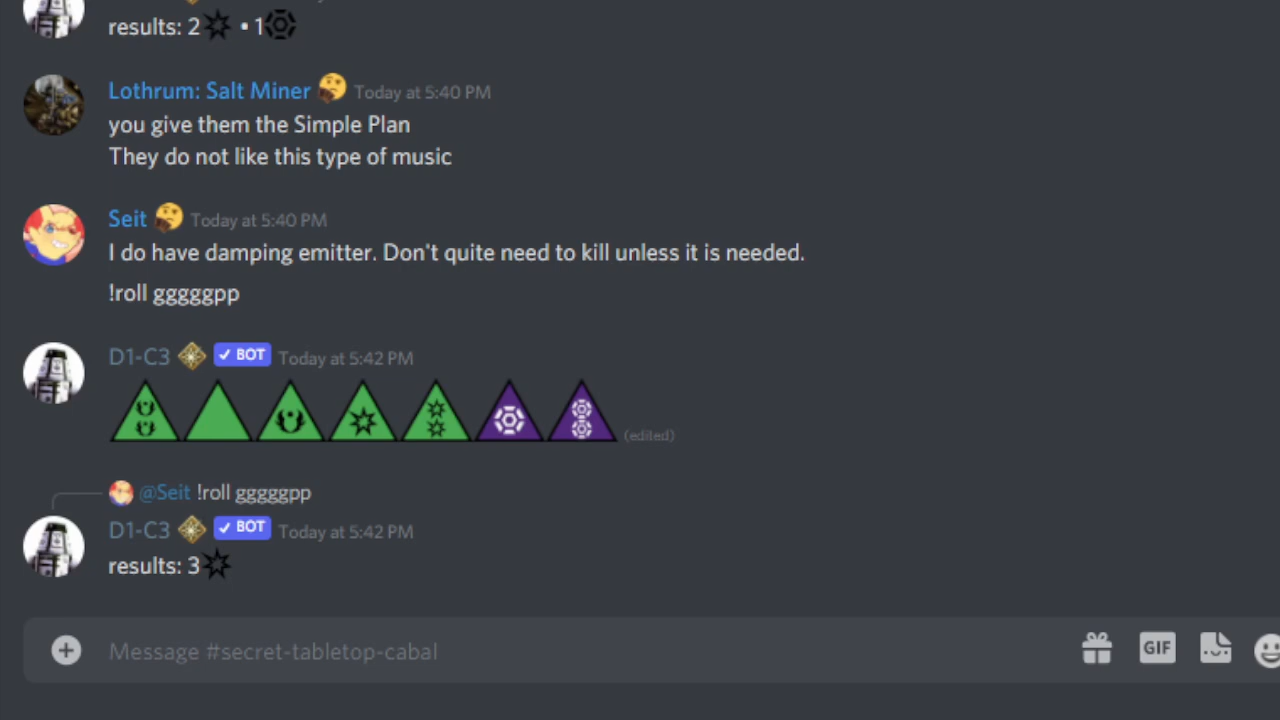 results: 2 • 1
Lothrum: Salt Miner Today at 5:40 PM
you give them the Simple Plan
They do not like this type of music
Seit Today at 5:40 PM
I do have damping emitter. Don't quite need to kill unless it is needed.
!roll gggggpp
D1-C3 ✓ BOT Today at 5:42 PM
(edited)
@Seit !roll gggggpp
D1-C3 ✓ BOT Today at 5:42 PM
results: 3
Message #secret-tabletop-cabal
GIF